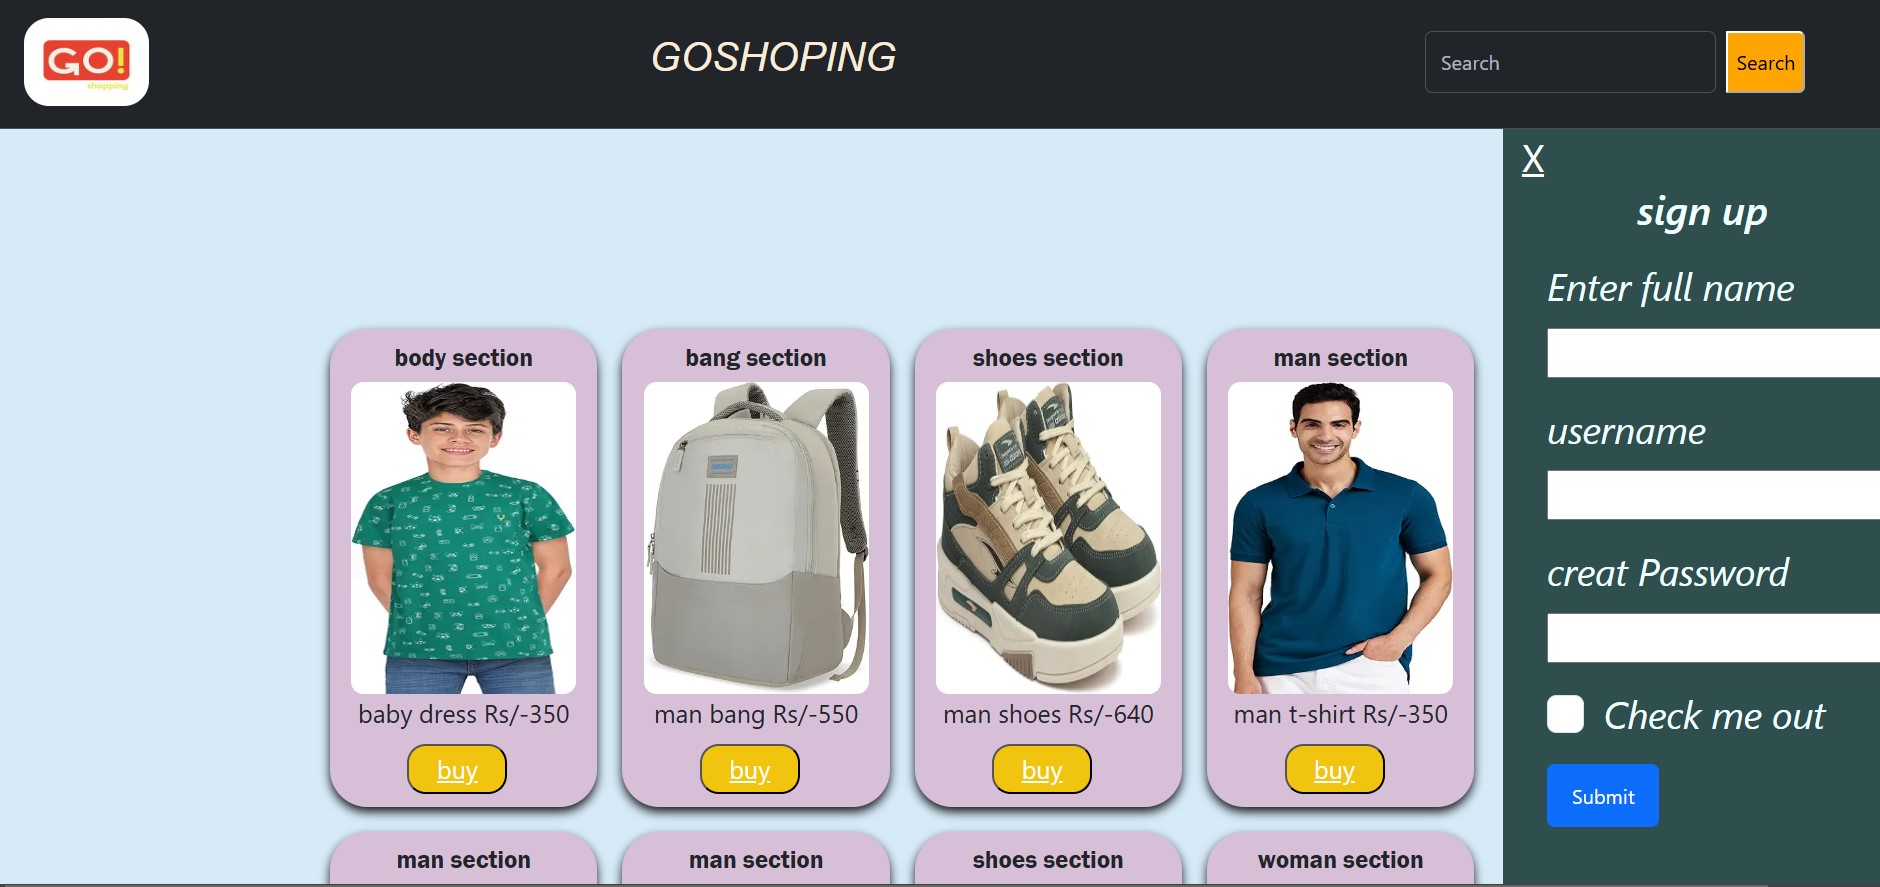 GO!
shopping
GOSHOPING
Search
Search
X
sign up
Enter full name
username
creat Password
Check me out
Submit
body section
bang section
shoes section
man section
baby dress Rs/-350
man bang Rs/-550
man shoes Rs/-640
man t-shirt Rs/-350
buy
buy
buy
buy
man section
man section
shoes section
woman section